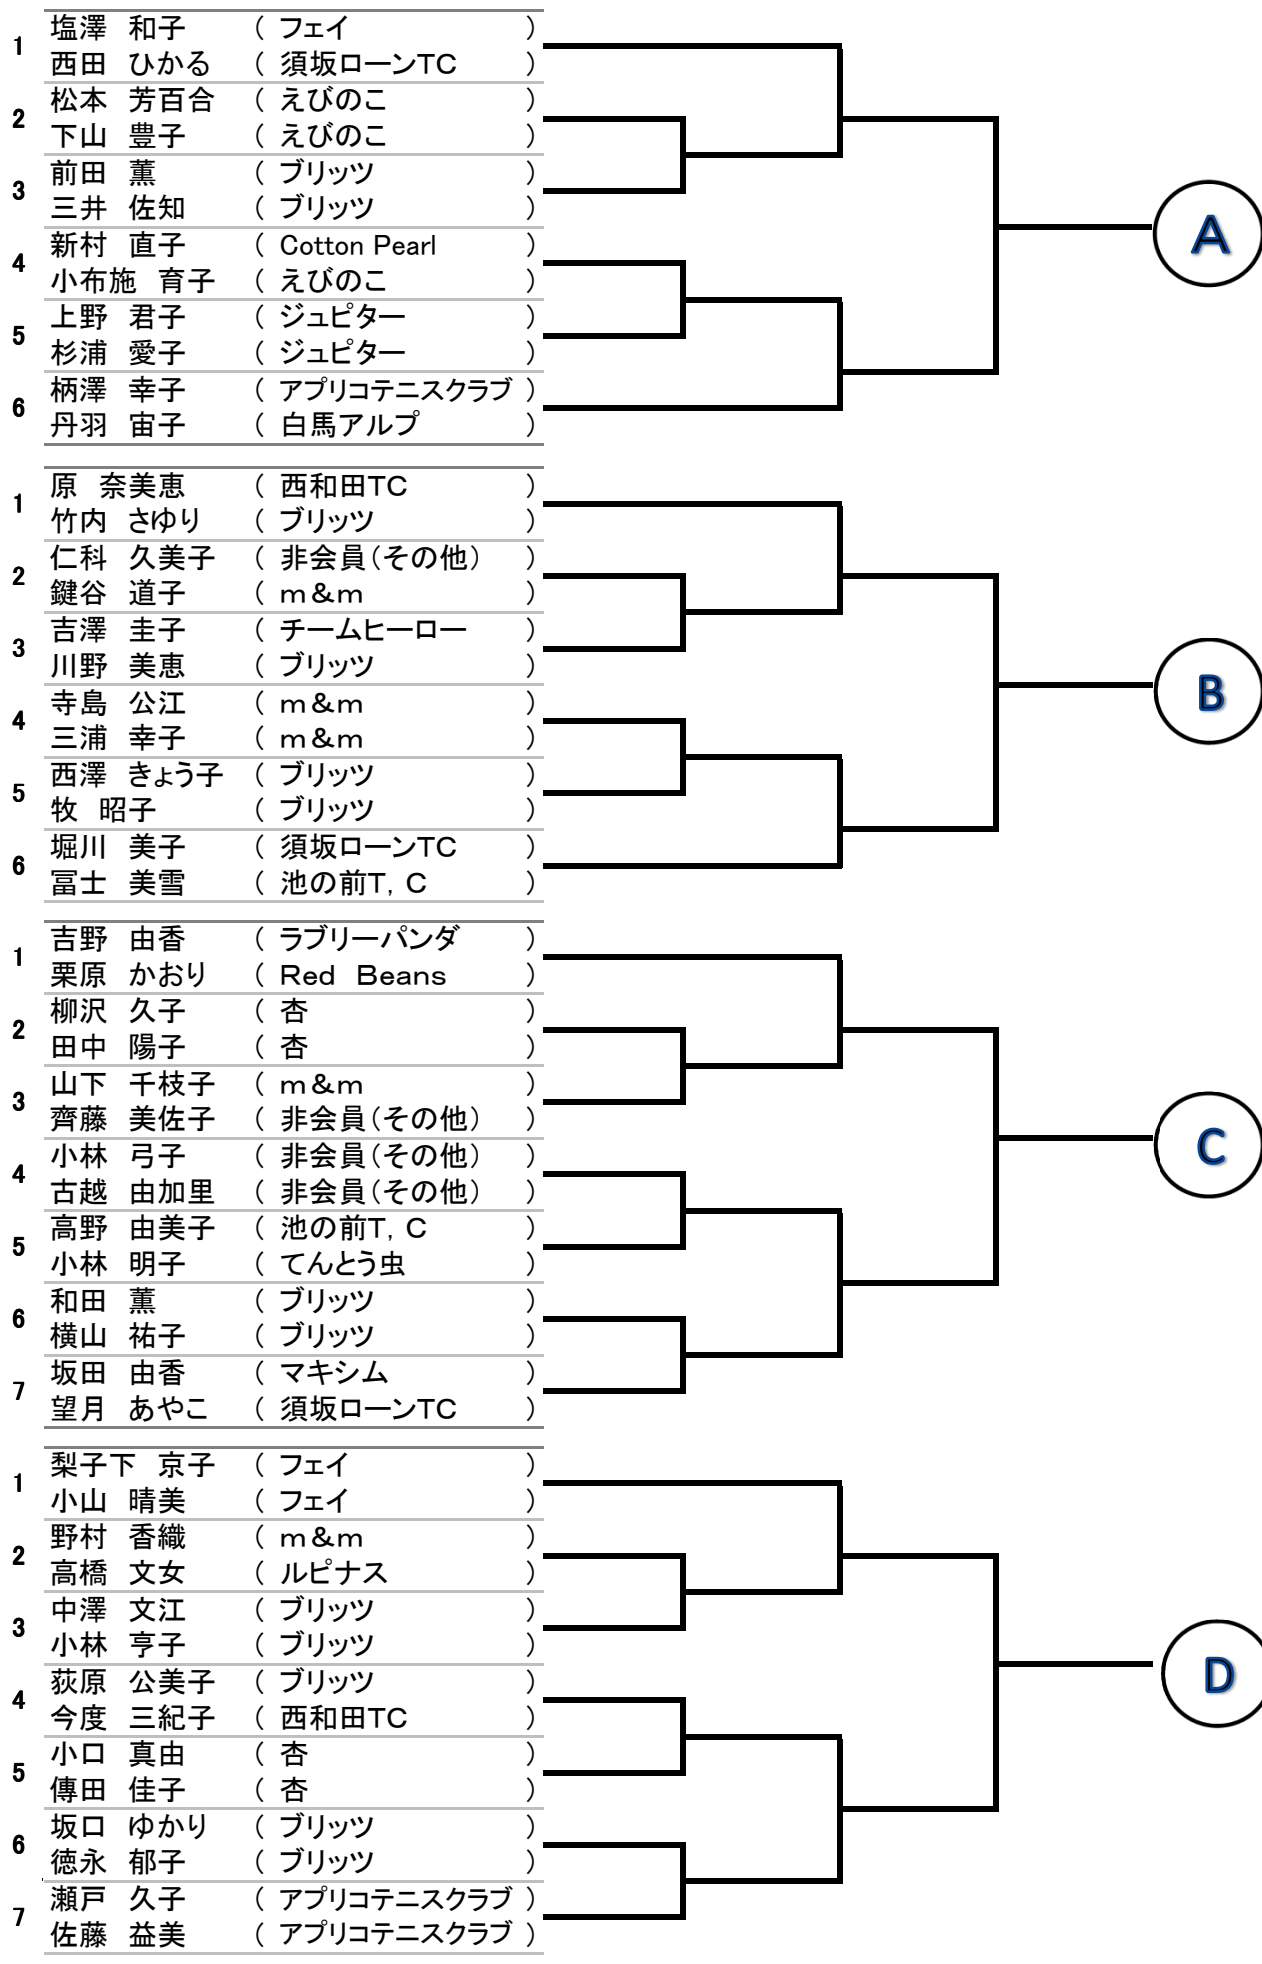 1
塩澤 和子 ( フェイ )
西田 ひかる ( 須坂ローンTC )
2
松本 芳百合 ( えびのこ )
下山 豊子 ( えびのこ )
3
前田 薫 ( ブリッツ )
三井 佐知 ( ブリッツ )
4
新村 直子 ( Cotton Pearl )
小布施 育子 ( えびのこ )
5
上野 君子 ( ジュピター )
杉浦 愛子 ( ジュピター )
6
柄澤 幸子 ( アプリコテニスクラブ )
丹羽 宙子 ( 白馬アルプ )
A
1
原 奈美恵 ( 西和田TC )
竹内 さゆり ( ブリッツ )
2
仁科 久美子 ( 非会員(その他) )
鍵谷 道子 ( m&m )
3
吉澤 圭子 ( チームヒーロー )
川野 美恵 ( ブリッツ )
4
寺島 公江 ( m&m )
三浦 幸子 ( m&m )
5
西澤 きょう子 ( ブリッツ )
牧 昭子 ( ブリッツ )
6
堀川 美子 ( 須坂ローンTC )
冨士 美雪 ( 池の前T,C )
B
1
吉野 由香 ( ラブリーパンダ )
栗原 かおり ( Red Beans )
2
柳沢 久子 ( 杏 )
田中 陽子 ( 杏 )
3
山下 千枝子 ( m&m )
齊藤 美佐子 ( 非会員(その他) )
4
小林 弓子 ( 非会員(その他) )
古越 由加里 ( 非会員(その他) )
5
高野 由美子 ( 池の前T,C )
小林 明子 ( てんとう虫 )
6
和田 薫 ( ブリッツ )
横山 祐子 ( ブリッツ )
7
坂田 由香 ( マキシム )
望月 あやこ ( 須坂ローンTC )
C
1
梨子下 京子 ( フェイ )
小山 晴美 ( フェイ )
2
野村 香織 ( m&m )
高橋 文女 ( ルピナス )
3
中澤 文江 ( ブリッツ )
小林 亨子 ( ブリッツ )
4
荻原 公美子 ( ブリッツ )
今度 三紀子 ( 西和田TC )
5
小口 真由 ( 杏 )
傳田 佳子 ( 杏 )
6
坂口 ゆかり ( ブリッツ )
徳永 郁子 ( ブリッツ )
7
瀬戸 久子 ( アプリコテニスクラブ )
佐藤 益美 ( アプリコテニスクラブ )
D